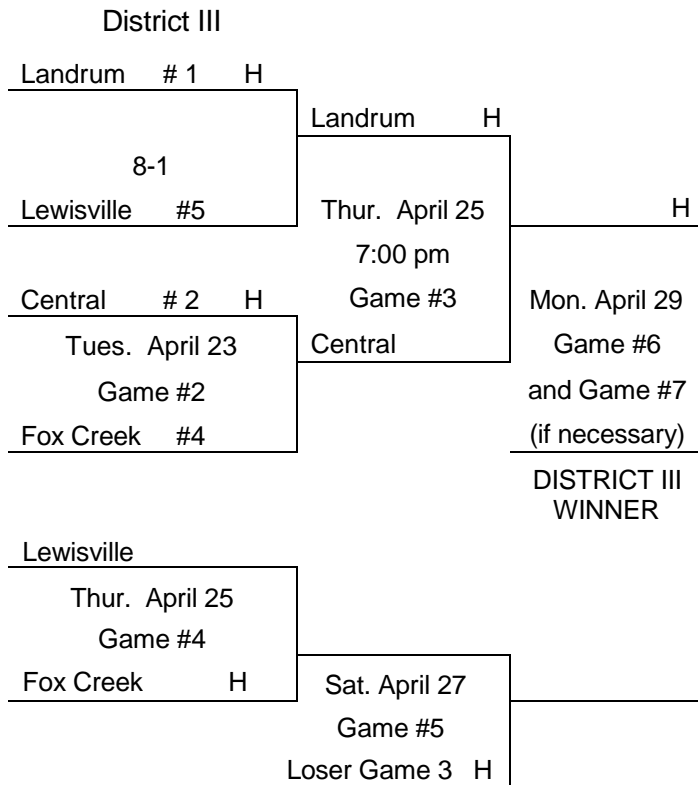 District III
Landrum # 1 H
Landrum H
8-1
Lewisville #5
Thur. April 25
H
7:00 pm
Central # 2 H
Game #3
Mon. April 29
Tues. April 23
Central
Game #6
Game #2
and Game #7
Fox Creek #4
(if necessary)
DISTRICT III
WINNER
Lewisville
Thur. April 25
Game #4
Fox Creek H
Sat. April 27
Game #5
Loser Game 3 H